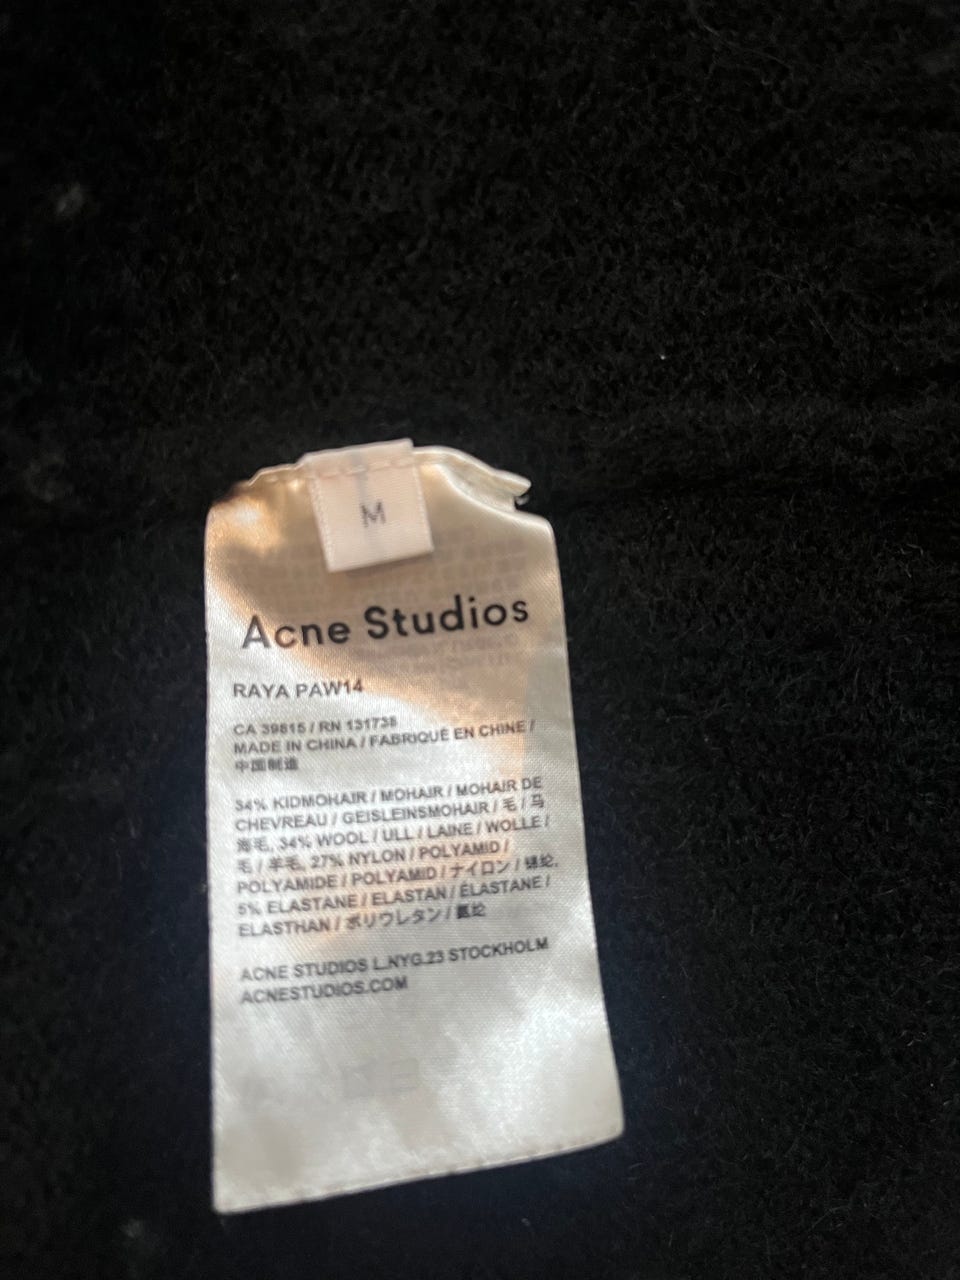 M
Acne Studios
RAYA PAW14
CA 39815 / RN 131738
MADE IN CHINA / FABRIQUÉ EN CHINE /
中国制造
34% KIDMOHAIR / MOHAIR / MOHAIR DE
CHEVREAU / GEISLEINSMOHAIR / 毛 / 马
海毛, 34% WOOL / ULL / LAINE / WOLLE /
毛 / 羊毛, 27% NYLON / POLYAMID /
POLYAMIDE / POLYAMID / ナイロン / 锦纶,
5% ELASTANE / ELASTAN / ÉLASTANE /
ELASTHAN / ポリウレタン / 氨纶
ACNE STUDIOS L.NYG.23 STOCKHOLM
ACNESTUDIOS.COM